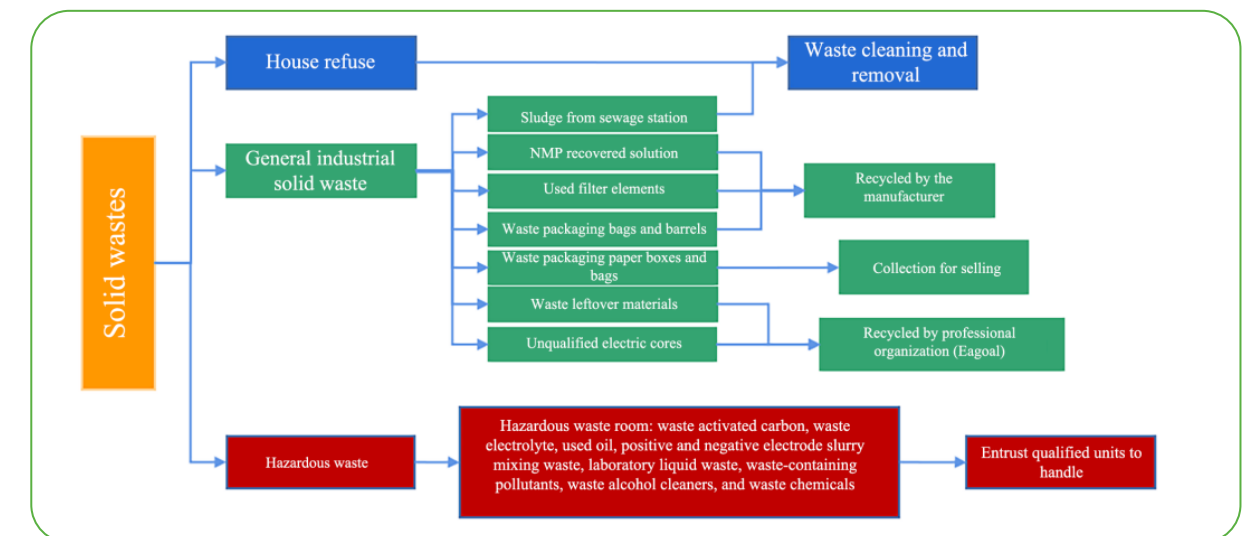 Solid wastes
House refuse
Waste cleaning and
removal
General industrial
solid waste
Sludge from sewage station
NMP recovered solution
Used filter elements
Waste packaging bags and barrels
Waste packaging paper boxes and
bags
Waste leftover materials
Unqualified electric cores
Recycled by the
manufacturer
Collection for selling
Recycled by professional
organization (Eagoal)
Hazardous waste
Hazardous waste room: waste activated carbon, waste
electrolyte, used oil, positive and negative electrode slurry
mixing waste, laboratory liquid waste, waste-containing
pollutants, waste alcohol cleaners, and waste chemicals
Entrust qualified units to
handle